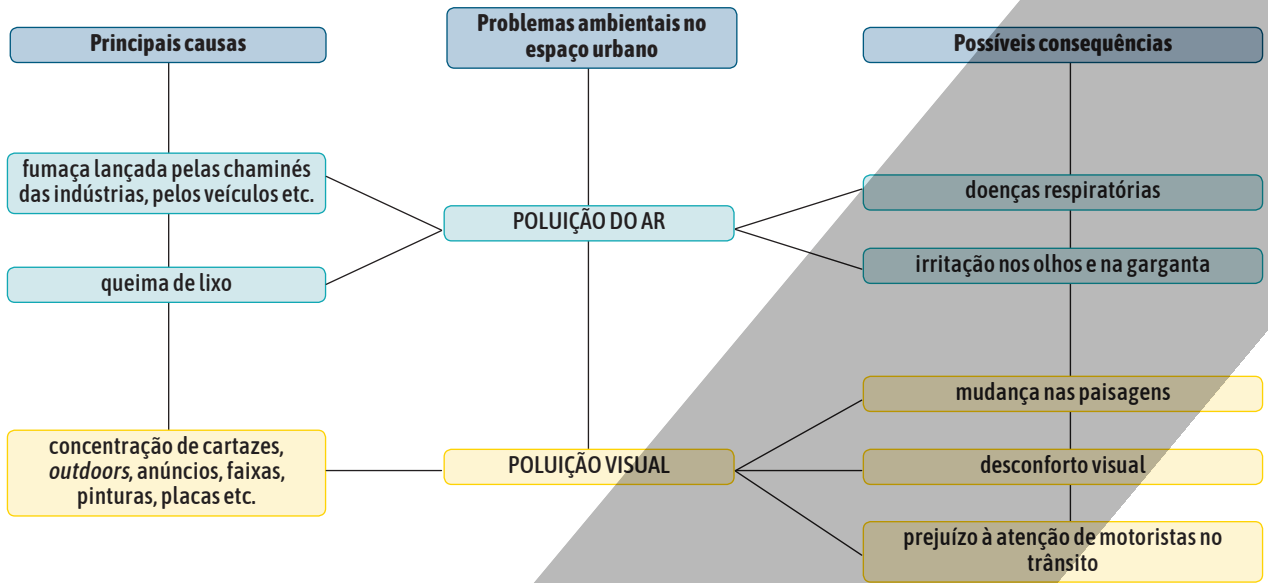 Principais causas
Problemas ambientais no
espaço urbano
Possíveis consequências
fumaça lançada pelas chaminés
das indústrias, pelos veículos etc.
queima de lixo
POLUIÇÃO DO AR
doenças respiratórias
irritação nos olhos e na garganta
concentração de cartazes,
outdoors, anúncios, faixas,
pinturas, placas etc.
POLUIÇÃO VISUAL
mudança nas paisagens
desconforto visual
prejuízo à atenção de motoristas no
trânsito